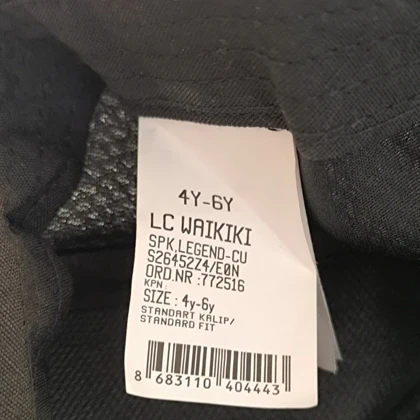 4Y-6Y
LC WAIKIKI
SPK.LEGEND-CU
S26452Z4/E0N
ORD.NR :772516
KPN :
SIZE : 4y-6y
STANDART KALIP/
STANDARD FIT
8 683110 404443